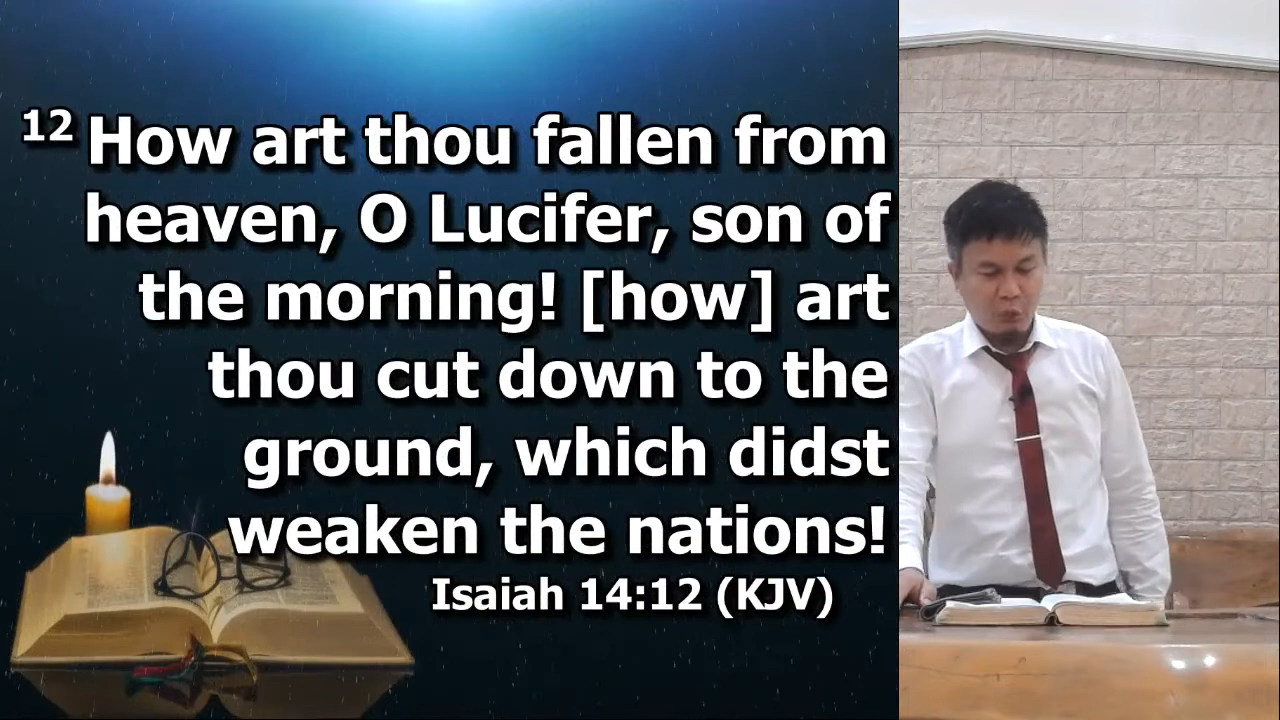 12 How art thou fallen from
heaven, O Lucifer, son of
the morning! [how] art
thou cut down to the
ground, which didst
weaken the nations!
Isaiah 14:12 (KJV)